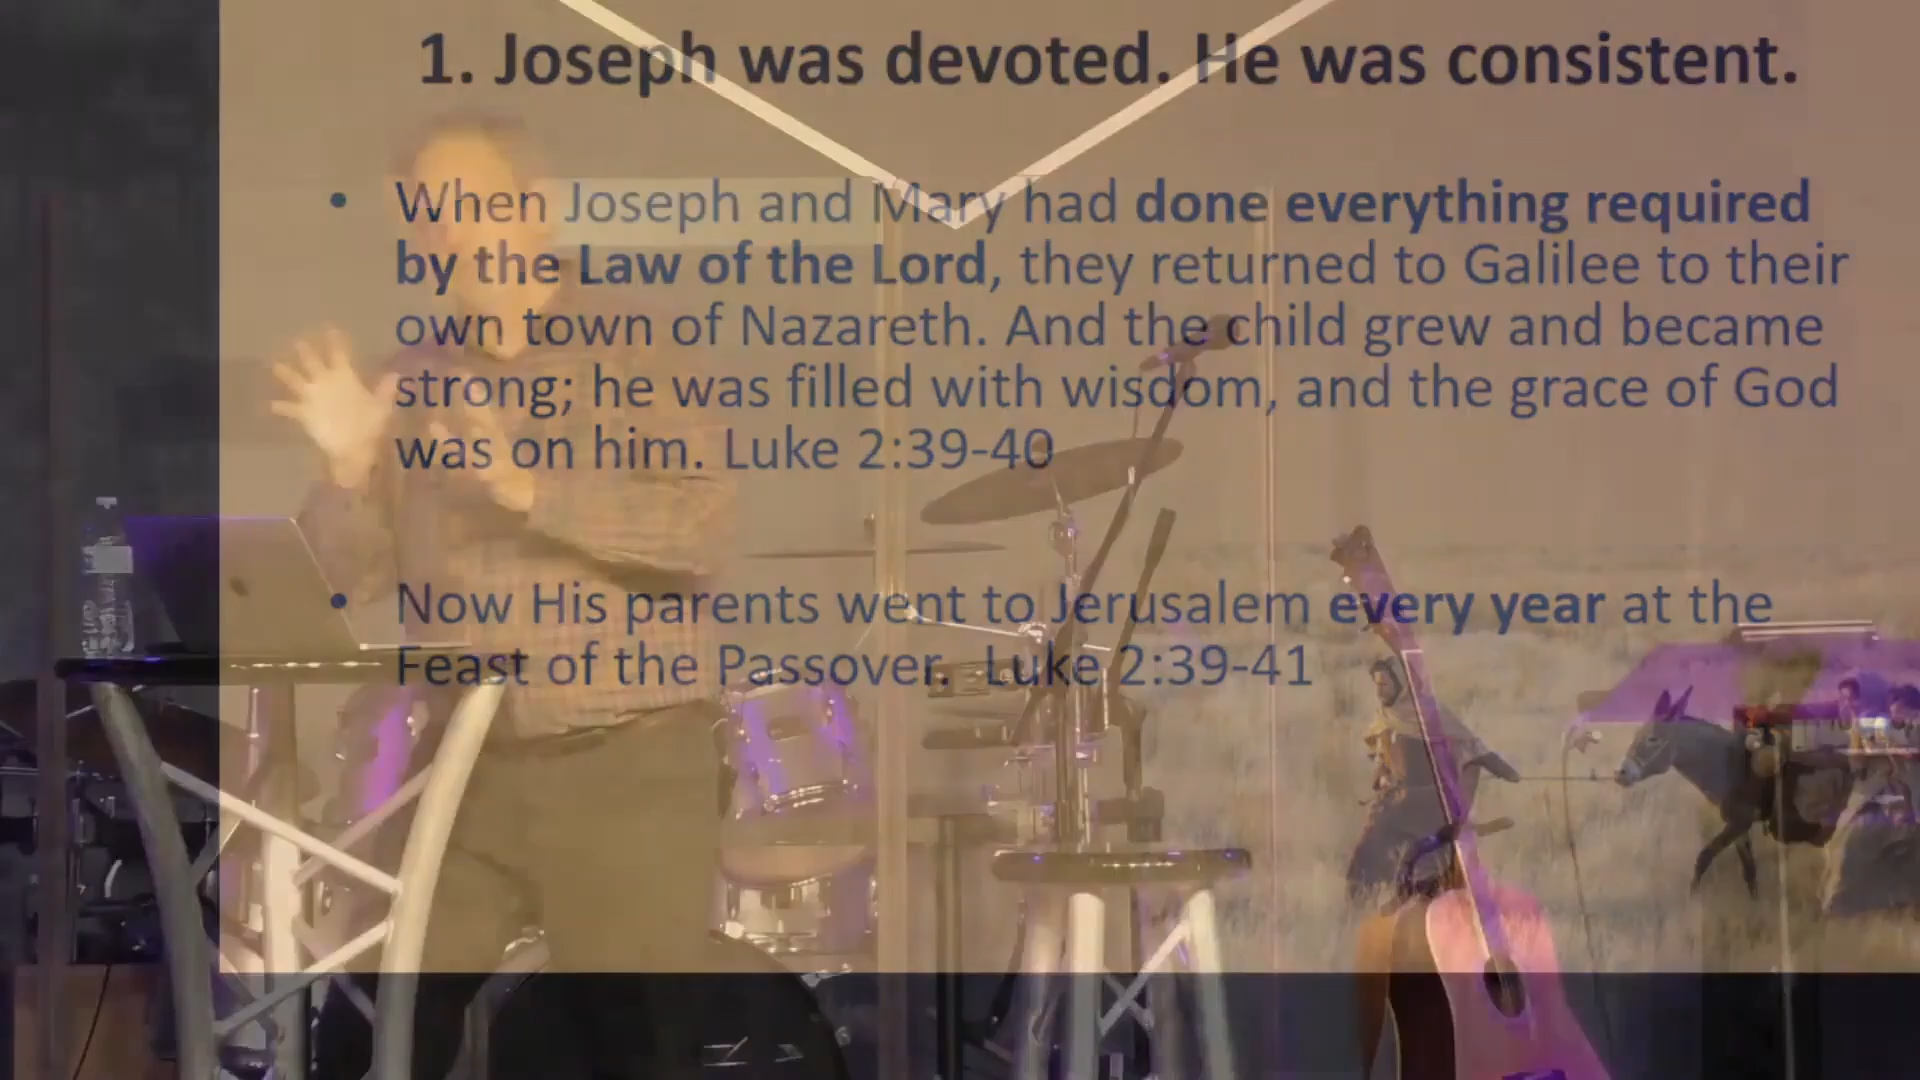 1. Joseph was devoted. He was consistent.
• When Joseph and Mary had done everything required
by the Law of the Lord, they returned to Galilee to their
own town of Nazareth. And the child grew and became
strong; he was filled with wisdom, and the grace of God
was on him. Luke 2:39-40
• Now His parents went to Jerusalem every year at the
Feast of the Passover. Luke 2:39-41